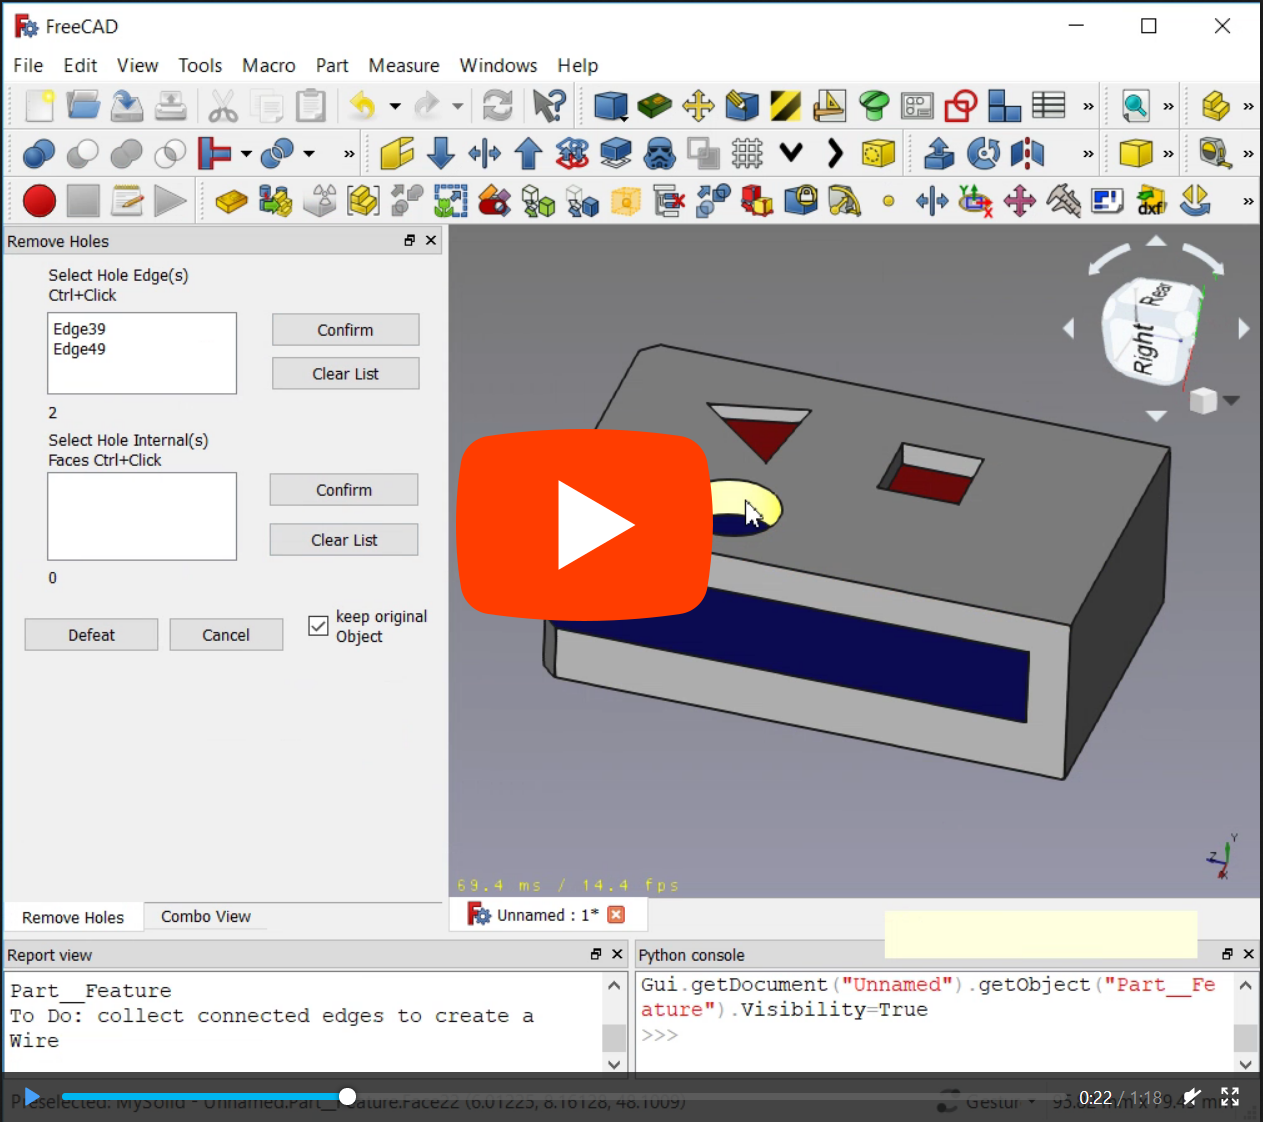 FreeCAD
File Edit View Tools Macro Part Measure Windows Help
Remove Holes
Select Hole Edge(s)
Ctrl+Click
Edge39
Edge49
Confirm
Clear List
2
Select Hole Internal(s)
Faces Ctrl+Click
Confirm
Clear List
0
Defeat
Cancel
keep original
Object
Right
Rear
dxf
Y
Z
X
69.4 ms / 14.4 fps
Remove Holes
Combo View
Unnamed : 1*
Report view
Part__Feature
To Do: collect connected edges to create a
Wire
Python console
Gui.getDocument("Unnamed").getObject("Part__Fe
ature").Visibility=True
>>>
0:22 / 1:18
Preselected: MySolid - Unnamed.Part__Feature.Face22 (6.01225, 8.16128, 48.1009)
Gestur